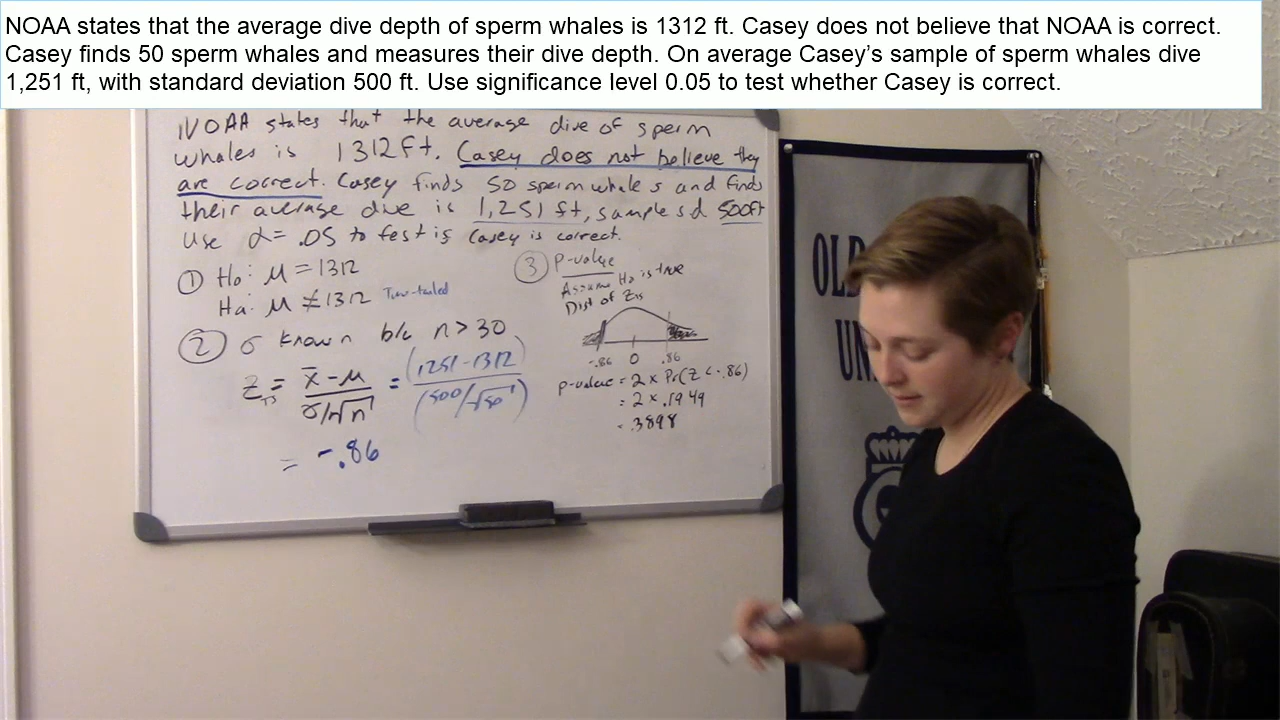 NOAA states that the average dive depth of sperm whales is 1312 ft. Casey does not believe that NOAA is correct.
Casey finds 50 sperm whales and measures their dive depth. On average Casey's sample of sperm whales dive
1,251 ft, with standard deviation 500 ft. Use significance level 0.05 to test whether Casey is correct.
NOAA states that the average dive of sperm
whales is 1312ft. Casey does not believe they
are correct. Casey finds 50 sperm whales and finds
their average dive is 1,251 ft, sample sd 500ft
Use α = .05 to test if Casey is correct.
① Ho: μ = 1312
Ha: μ ≠ 1312 Two-tailed
② σ known b/c n > 30
Z_TS = (x̄ - μ)/(σ/√n) = (1251-1312)/(500/√50)
= -.86
③ P-value
Assume Ho is true
Dist of Z_TS
-.86 0 .86
p-value = 2 × Pr(Z < -.86)
= 2 × .1949
= .3898
OLD
UN